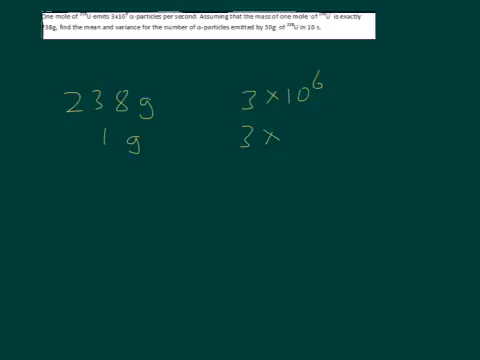 One mole of ²³⁸U emits 3x10⁶ α-particles per second. Assuming that the mass of one mole of ²³⁸U is exactly
238g, find the mean and variance for the number of α-particles emitted by 50g of ²³⁸U in 10 s.
238g 3×10⁶
1 g 3×